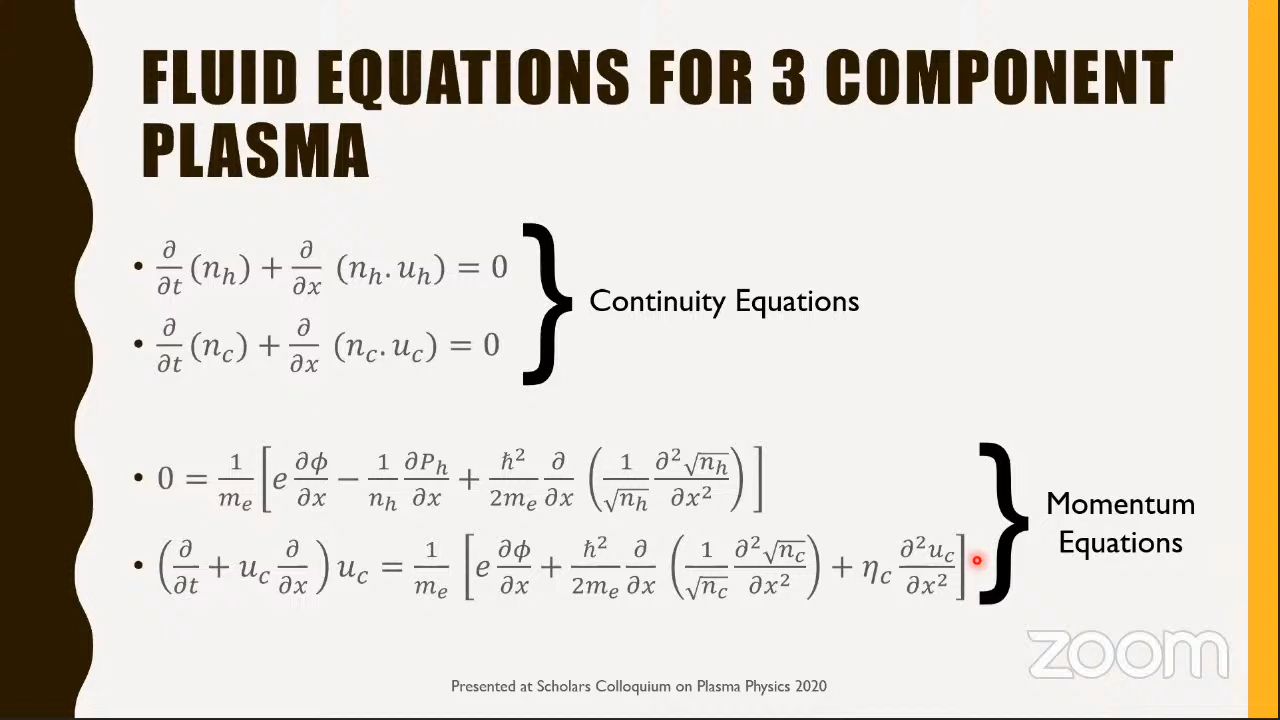 FLUID EQUATIONS FOR 3 COMPONENT
PLASMA
• ∂/∂t (n_h) + ∂/∂x (n_h. u_h) = 0
• ∂/∂t (n_c) + ∂/∂x (n_c. u_c) = 0
Continuity Equations
• 0 = 1/m_e [e ∂ϕ/∂x − 1/n_h ∂P_h/∂x + ℏ²/2m_e ∂/∂x (1/√n_h ∂²√n_h/∂x²)]
• (∂/∂t + u_c ∂/∂x) u_c = 1/m_e [e ∂ϕ/∂x + ℏ²/2m_e ∂/∂x (1/√n_c ∂²√n_c/∂x²) + η_c ∂²u_c/∂x²]
Momentum
Equations
zoom
Presented at Scholars Colloquium on Plasma Physics 2020